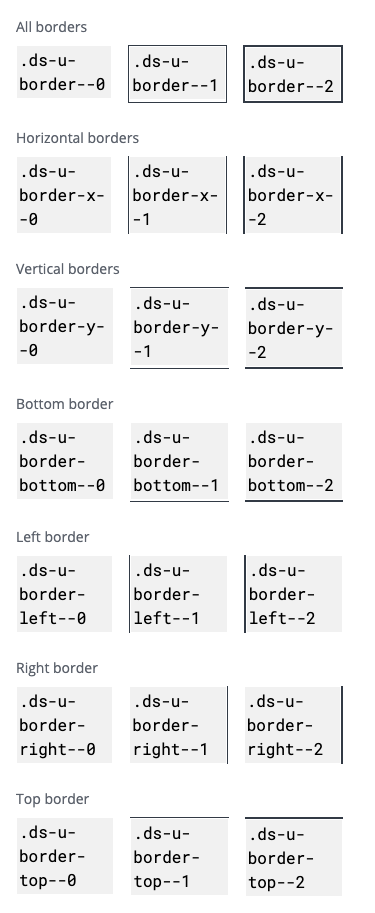 All borders
.ds-u-
border--0
.ds-u-
border--1
.ds-u-
border--2
Horizontal borders
.ds-u-
border-x-
-0
.ds-u-
border-x-
-1
.ds-u-
border-x-
-2
Vertical borders
.ds-u-
border-y-
-0
.ds-u-
border-y-
-1
.ds-u-
border-y-
-2
Bottom border
.ds-u-
border-
bottom--0
.ds-u-
border-
bottom--1
.ds-u-
border-
bottom--2
Left border
.ds-u-
border-
left--0
.ds-u-
border-
left--1
.ds-u-
border-
left--2
Right border
.ds-u-
border-
right--0
.ds-u-
border-
right--1
.ds-u-
border-
right--2
Top border
.ds-u-
border-
top--0
.ds-u-
border-
top--1
.ds-u-
border-
top--2